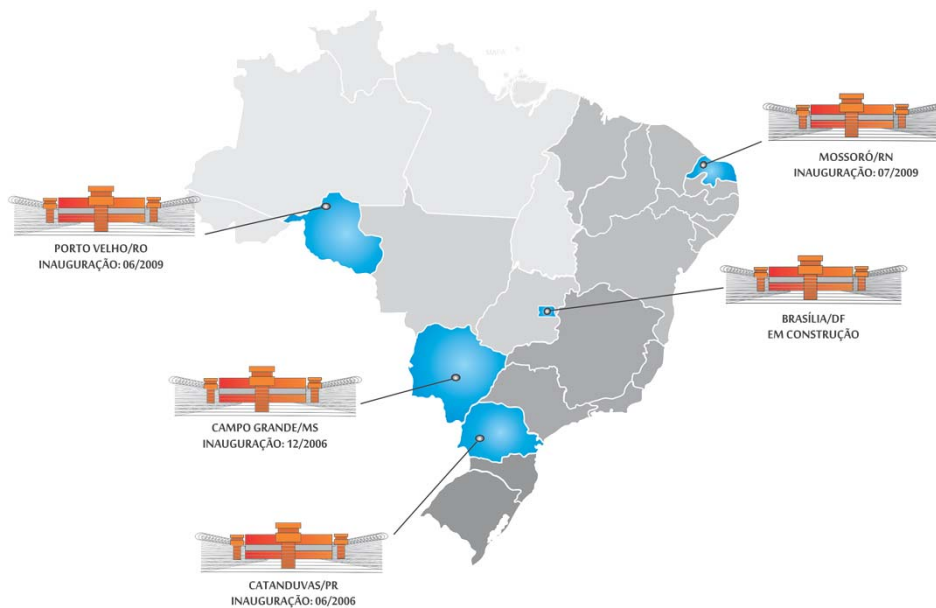 MOSSORÓ/RN
INAUGURAÇÃO: 07/2009
PORTO VELHO/RO
INAUGURAÇÃO: 06/2009
BRASÍLIA/DF
EM CONSTRUÇÃO
CAMPO GRANDE/MS
INAUGURAÇÃO: 12/2006
CATANDUVAS/PR
INAUGURAÇÃO: 06/2006